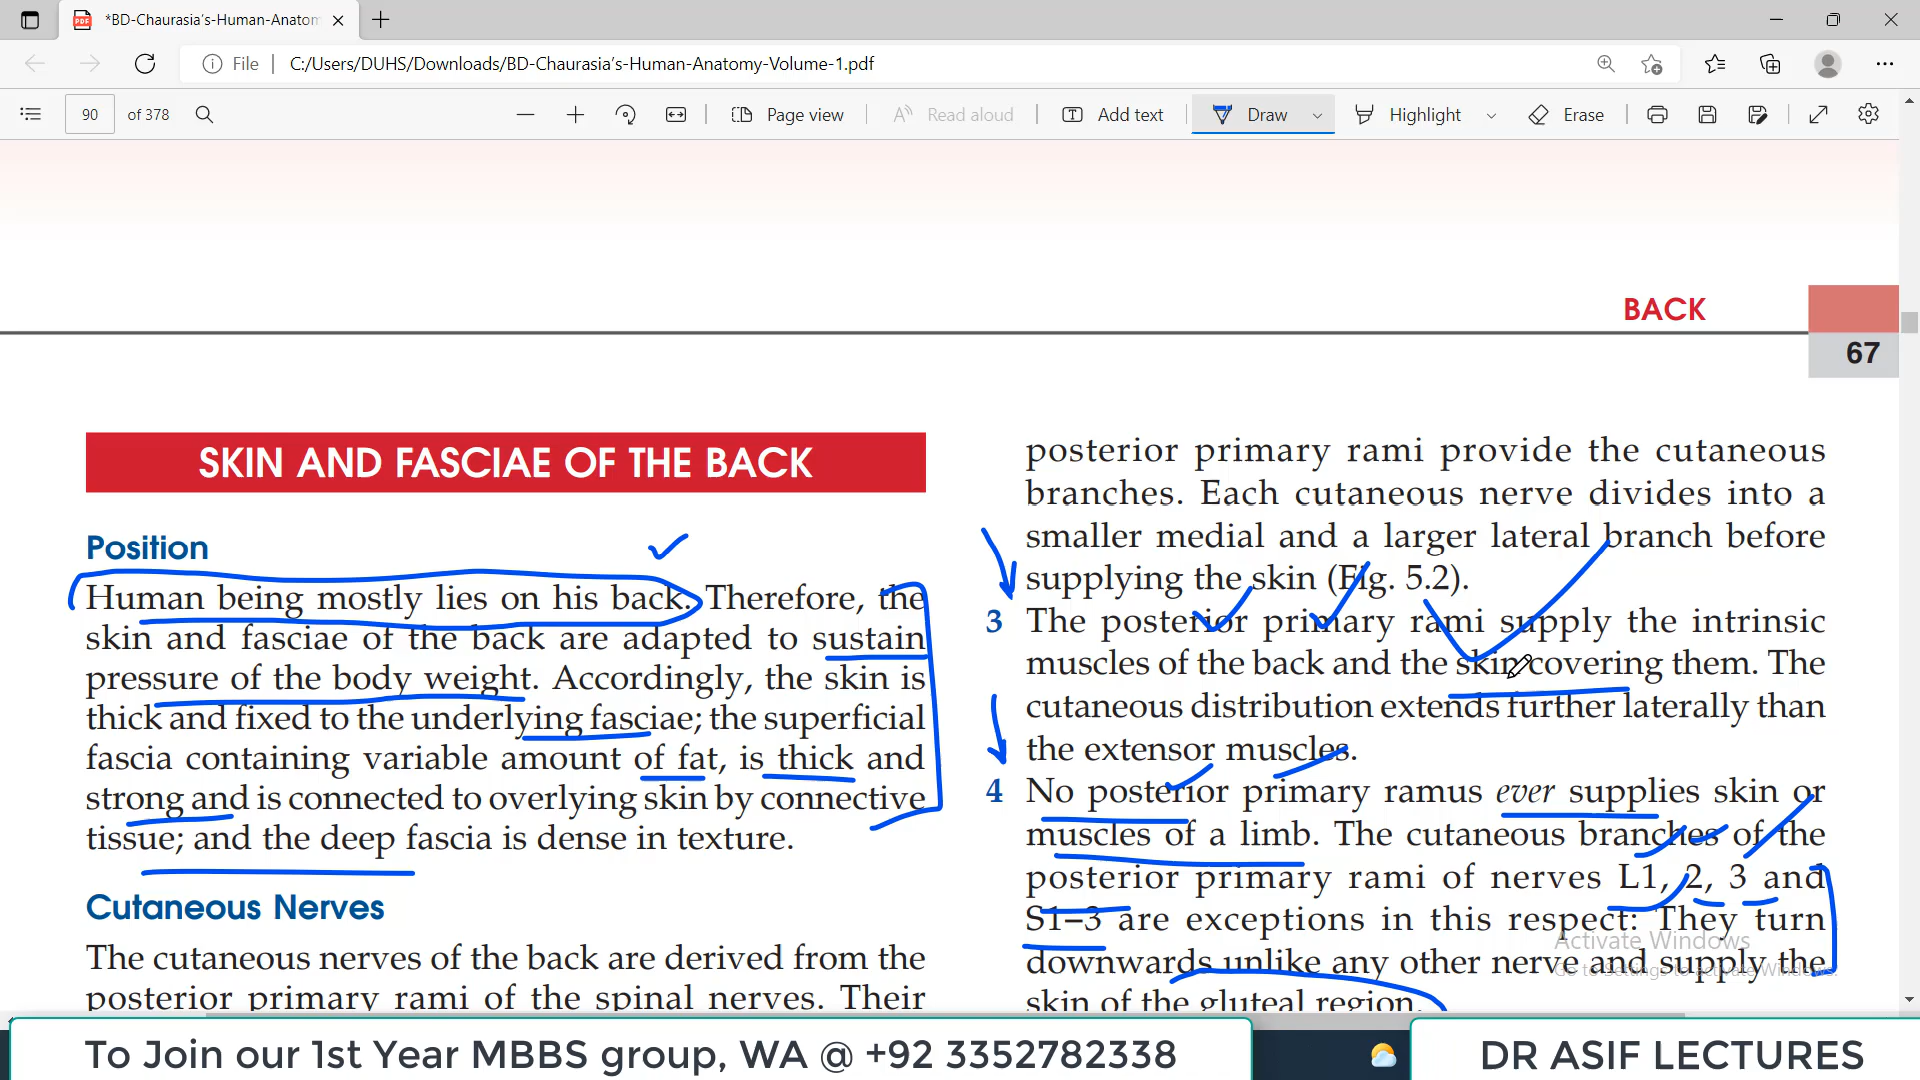 *BD-Chaurasia's-Human-Anatom
File
C:/Users/DUHS/Downloads/BD-Chaurasia's-Human-Anatomy-Volume-1.pdf
90 of 378
Page view
Read aloud
Add text
Draw
Highlight
Erase
BACK
67
SKIN AND FASCIAE OF THE BACK
Position
Human being mostly lies on his back. Therefore, the
skin and fasciae of the back are adapted to sustain
pressure of the body weight. Accordingly, the skin is
thick and fixed to the underlying fasciae; the superficial
fascia containing variable amount of fat, is thick and
strong and is connected to overlying skin by connective
tissue; and the deep fascia is dense in texture.
Cutaneous Nerves
The cutaneous nerves of the back are derived from the
posterior primary rami of the spinal nerves. Their
posterior primary rami provide the cutaneous
branches. Each cutaneous nerve divides into a
smaller medial and a larger lateral branch before
supplying the skin (Fig. 5.2).
3 The posterior primary rami supply the intrinsic
muscles of the back and the skin covering them. The
cutaneous distribution extends further laterally than
the extensor muscles.
4 No posterior primary ramus ever supplies skin or
muscles of a limb. The cutaneous branches of the
posterior primary rami of nerves L1, 2, 3 and
S1–3 are exceptions in this respect: They turn
downwards unlike any other nerve and supply the
skin of the gluteal region.
Activate Windows
Go to Settings to activate Windows.
To Join our 1st Year MBBS group, WA @ +92 3352782338
DR ASIF LECTURES